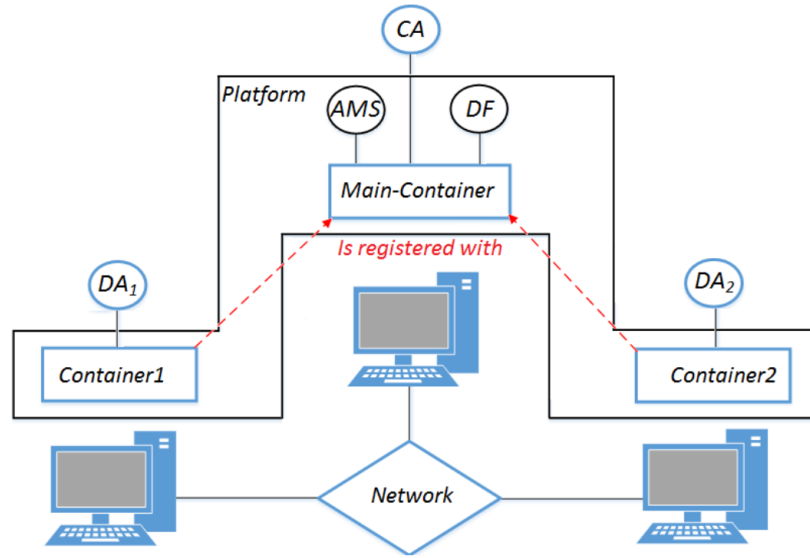 CA
Platform
AMS
DF
Main-Container
Is registered with
DA₁
DA₂
Container1
Container2
Network